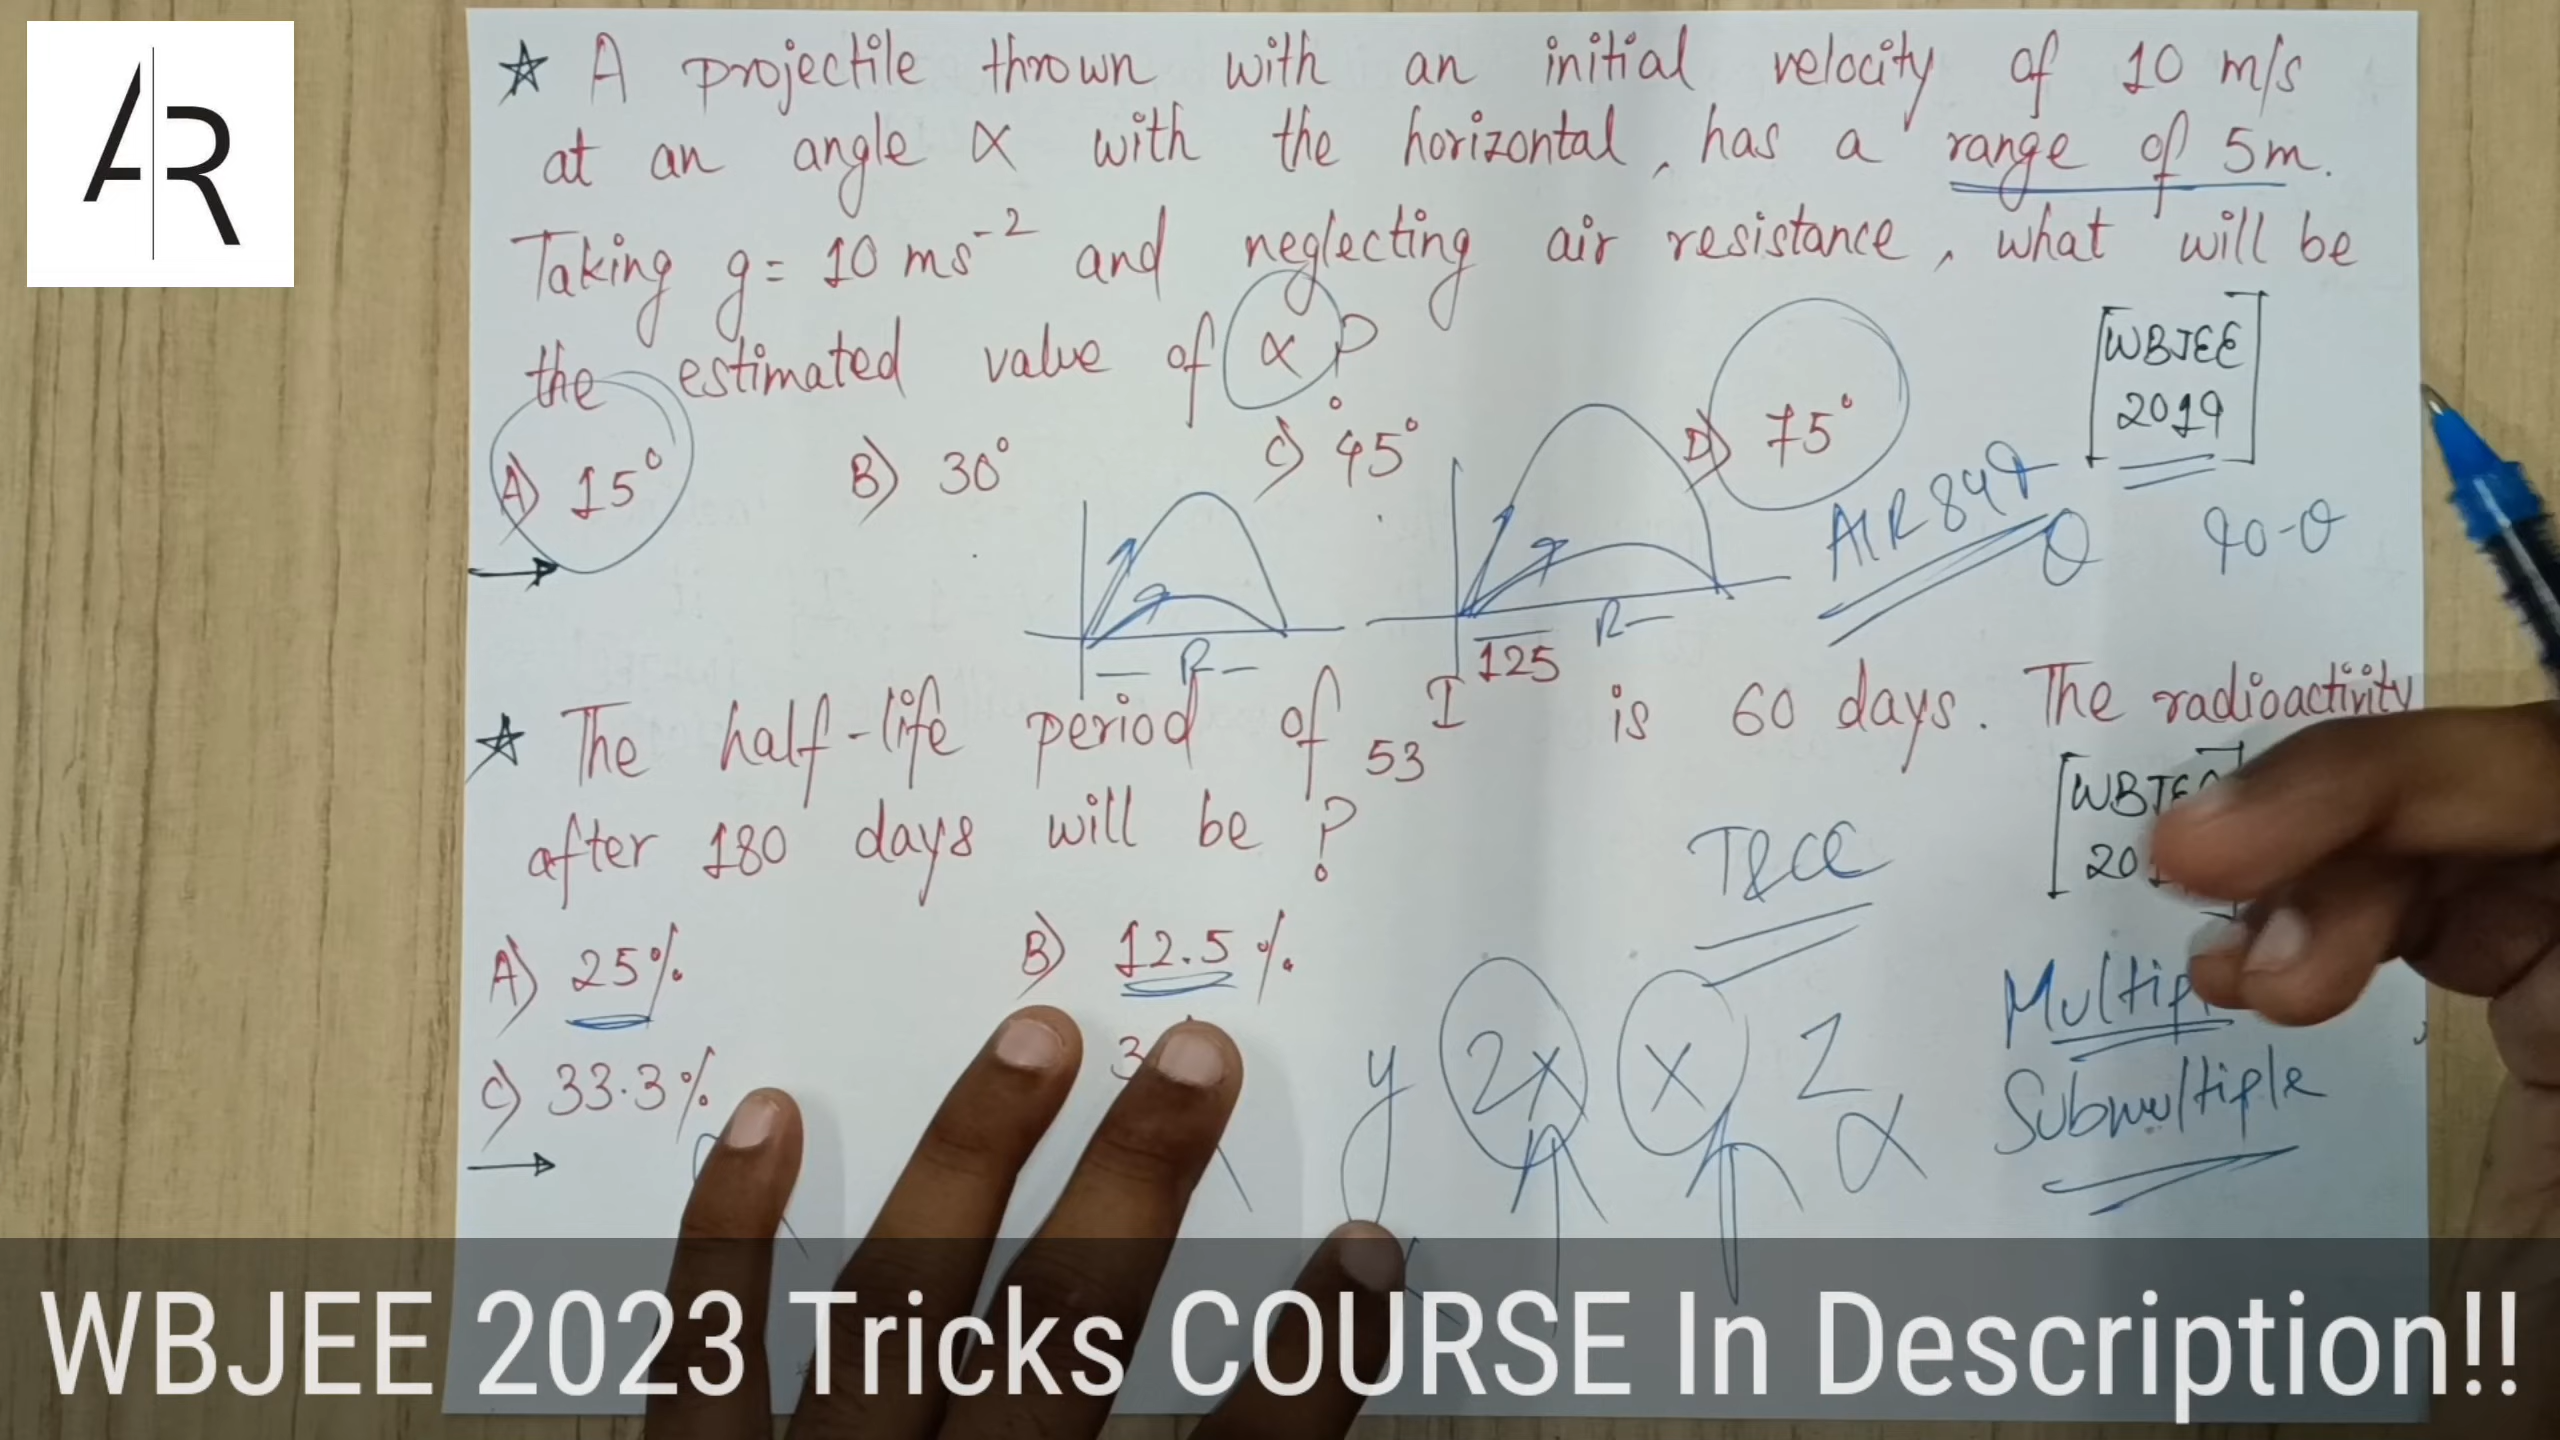 AR
☆ A projectile thrown with an initial velocity of 10 m/s
at an angle α with the horizontal, has a range of 5m.
Taking g = 10 ms⁻² and neglecting air resistance, what will be
the estimated value of α?
A) 15° B) 30° C) 45° D) 75°
[WBJEE 2019]
AIR 849
θ 90-θ
R R
☆ The half-life period of ₅₃I¹²⁵ is 60 days. The radioactivity
after 180 days will be?
T&CC
A) 25% B) 12.5%
C) 33.3% 3
y 2x x z α
Submultiple
WBJEE 2023 Tricks COURSE In Description!!